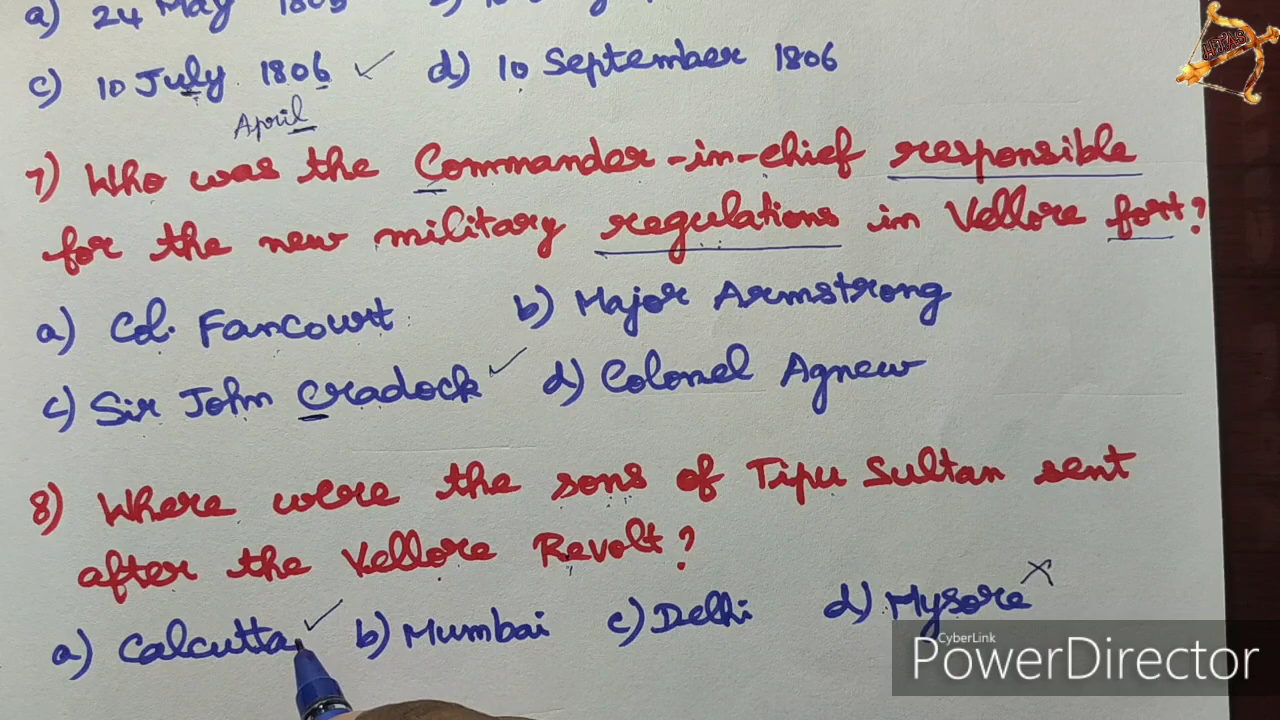 a) 24 May 180
c) 10 July 1806 ✓ d) 10 September 1806
April
7) Who was the Commander-in-chief responsible
for the new military regulations in Vellore fort?
a) Col. Fancourt b) Major Armstrong
c) Sir John Cradock ✓ d) Colonel Agnew
8) Where were the sons of Tipu Sultan sent
after the Vellore Revolt?
a) Calcutta ✓ b) Mumbai c) Delhi d) Mysore X
CyberLink
PowerDirector